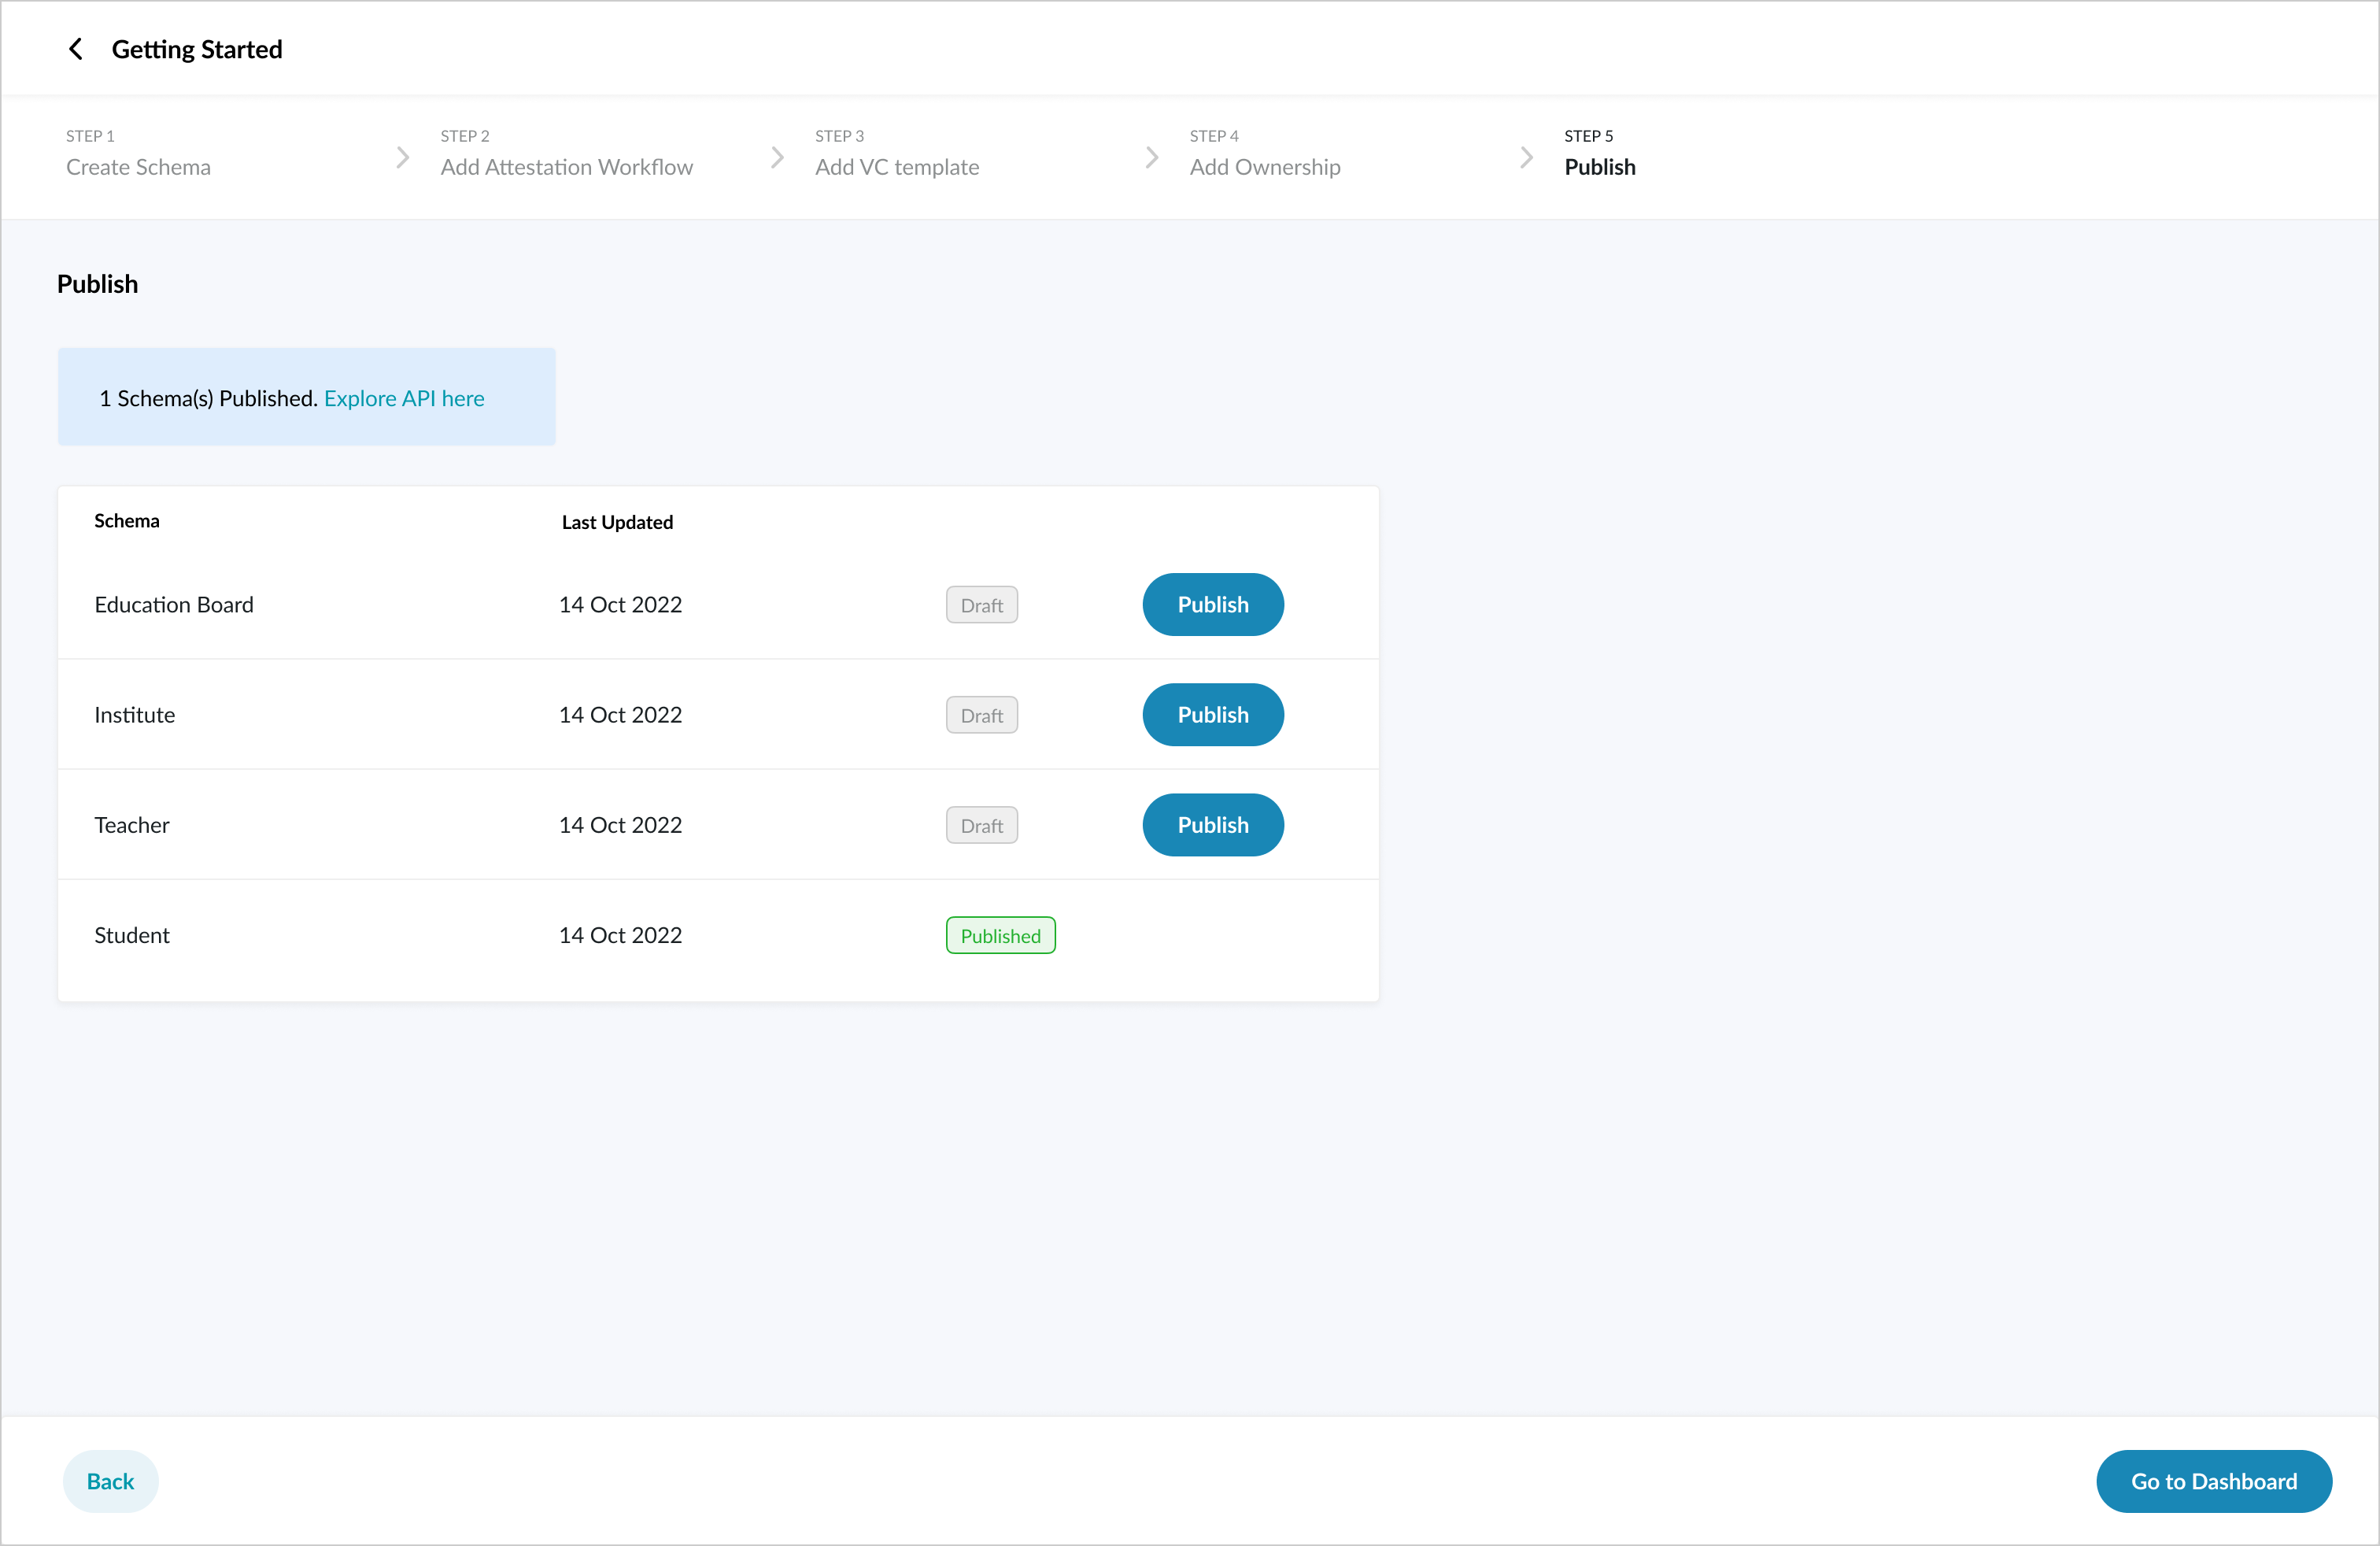 Getting Started
STEP 1
Create Schema
STEP 2
Add Attestation Workflow
STEP 3
Add VC template
STEP 4
Add Ownership
STEP 5
Publish
Publish
1 Schema(s) Published. Explore API here
Schema Last Updated
Education Board 14 Oct 2022 Draft Publish
Institute 14 Oct 2022 Draft Publish
Teacher 14 Oct 2022 Draft Publish
Student 14 Oct 2022 Published
Back Go to Dashboard